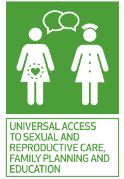 UNIVERSAL ACCESS
TO SEXUAL AND
REPRODUCTIVE CARE,
FAMILY PLANNING AND
EDUCATION